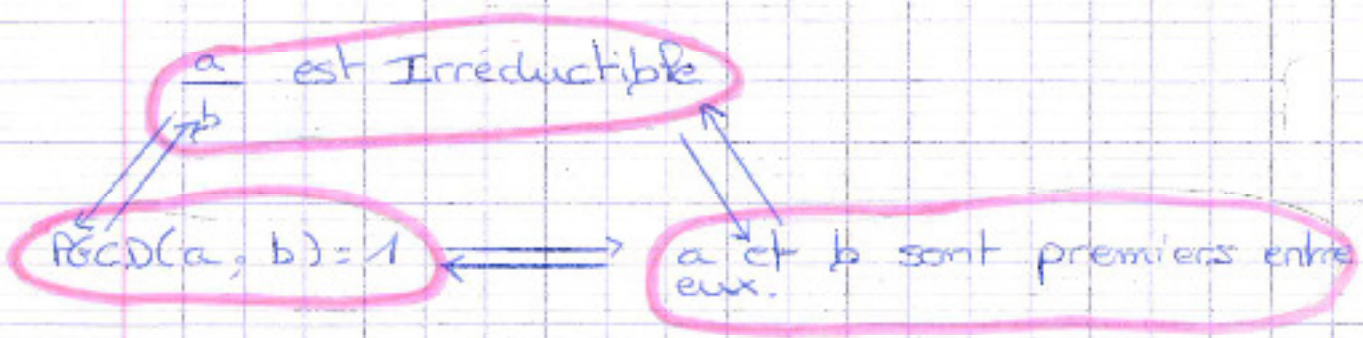 a/b est Irréductible
PGCD(a, b) = 1
a et b sont premiers entre
eux.